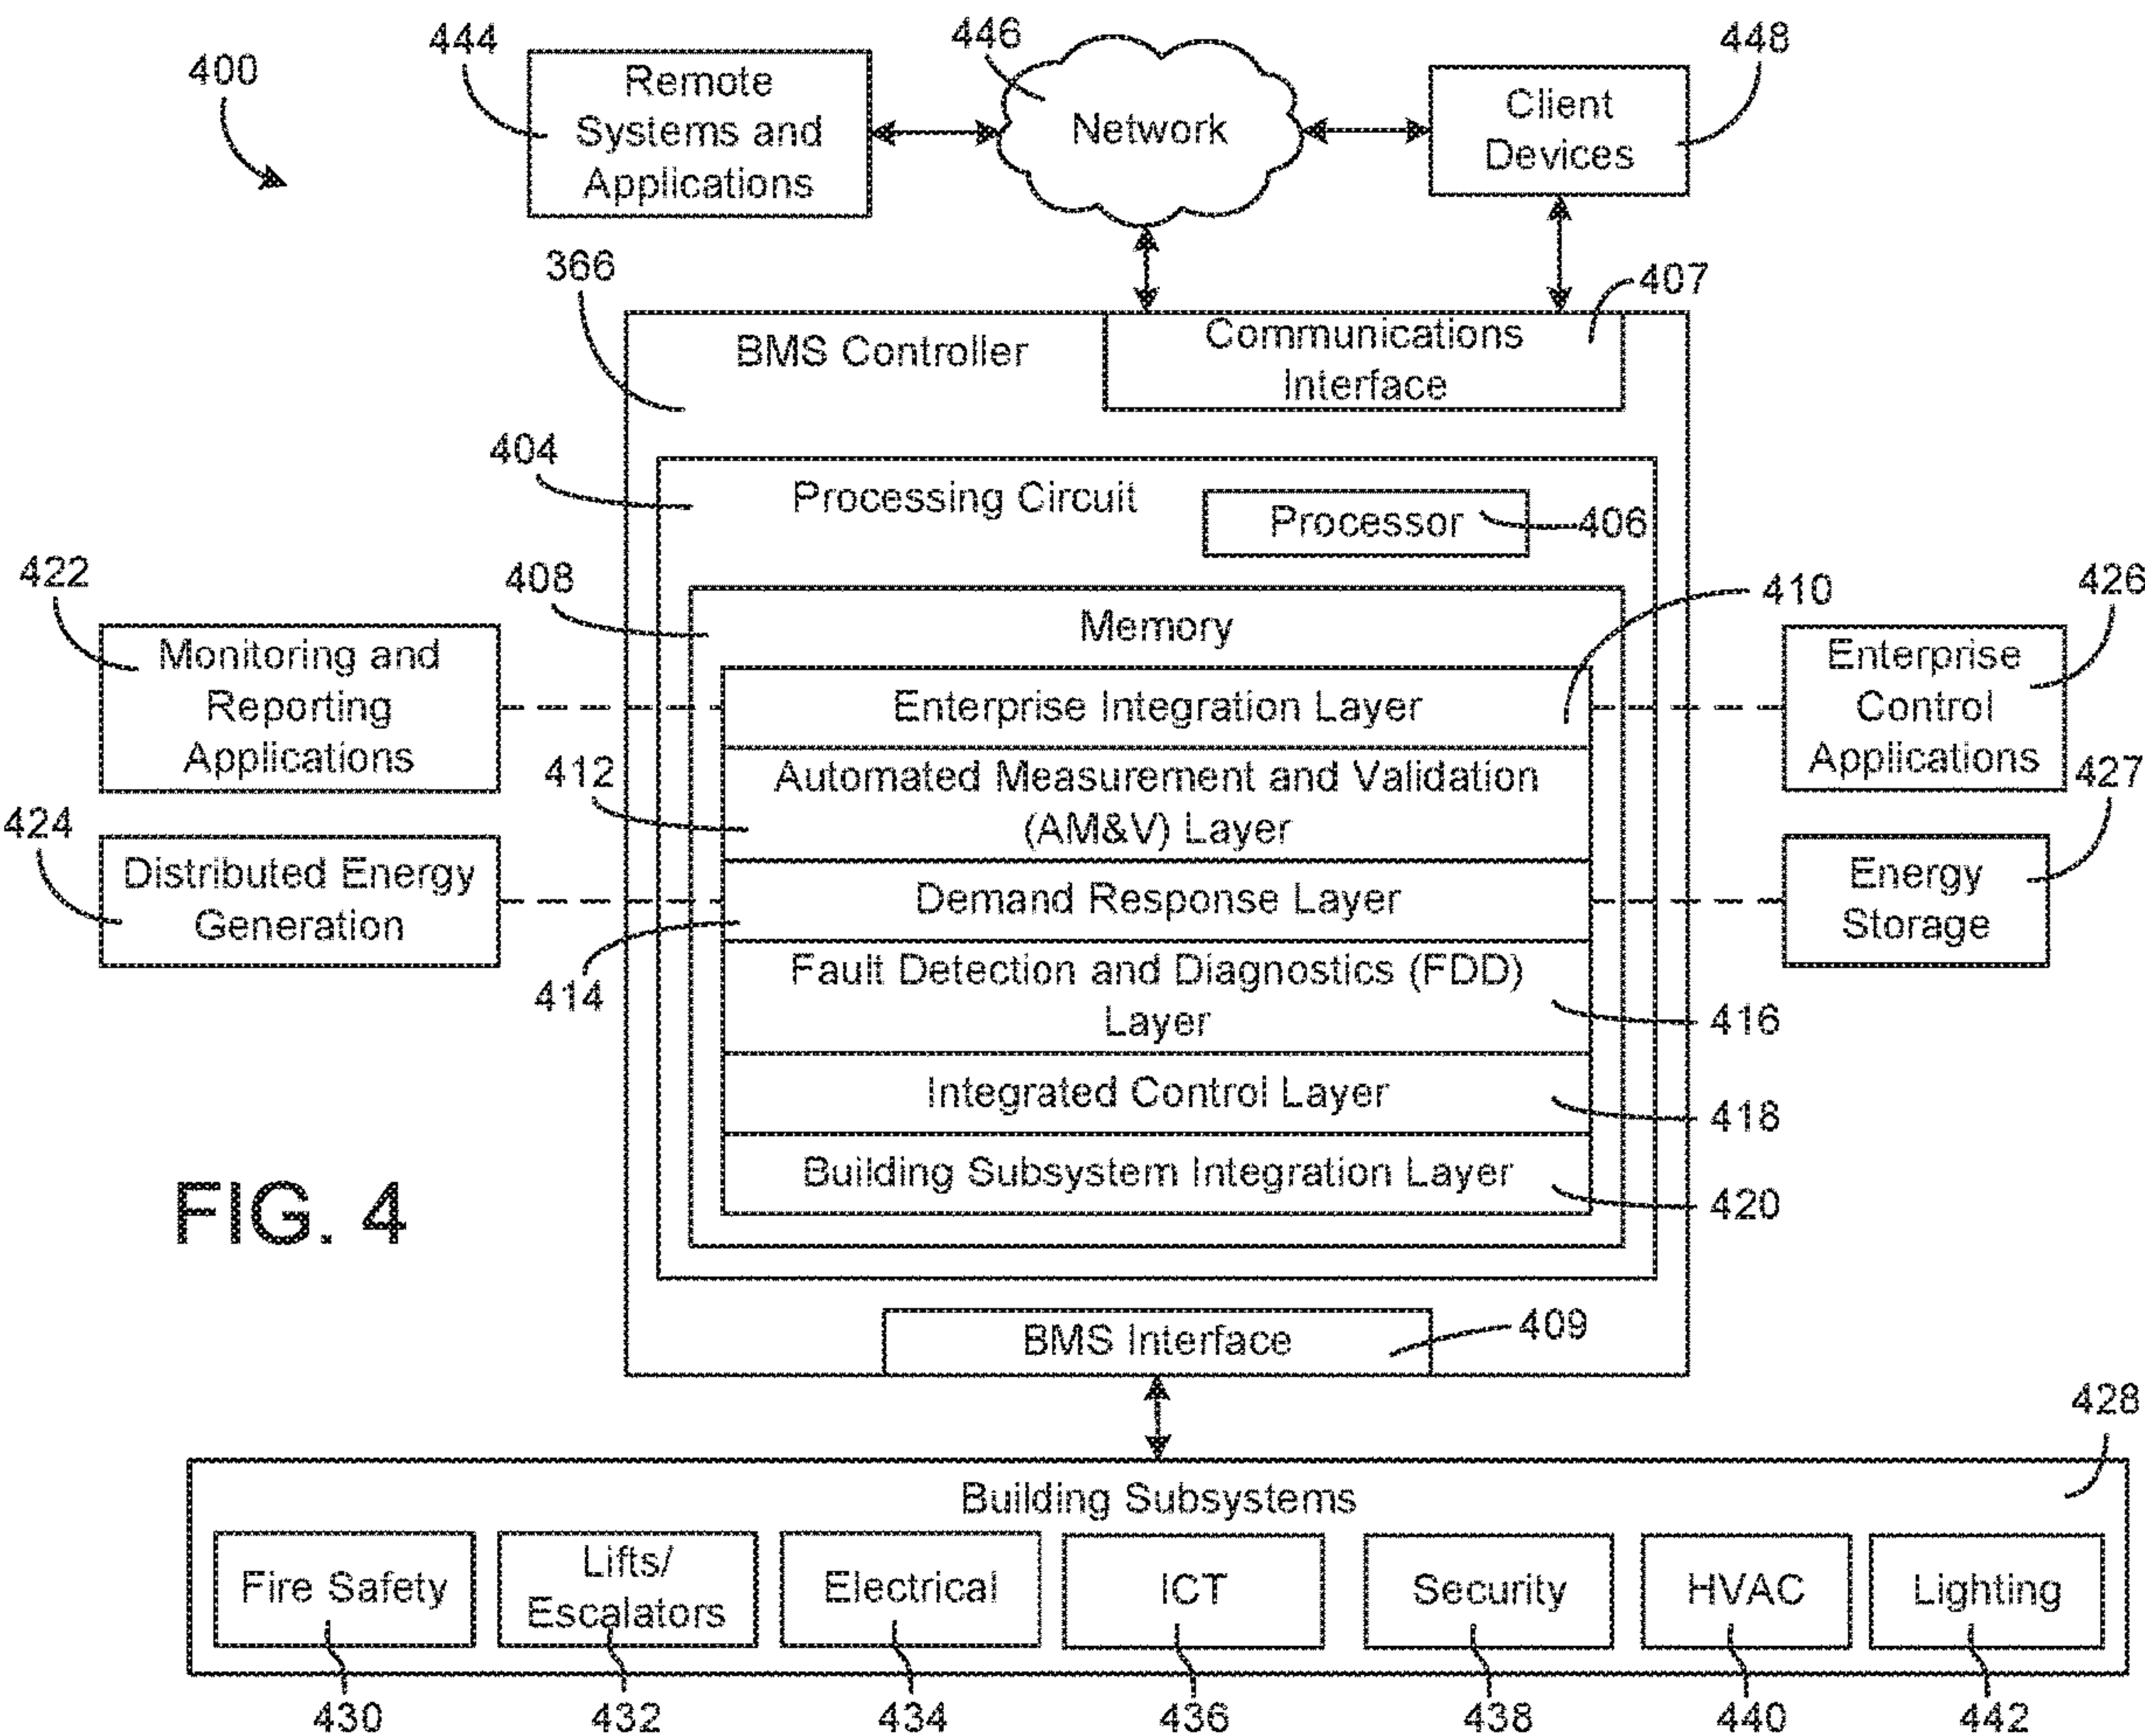 400
444
Remote
Systems and
Applications
446
Network
448
Client
Devices
366
BMS Controller
Communications
Interface
407
404
Processing Circuit
Processor
406
408
Memory
410
422
Monitoring and
Reporting
Applications
Enterprise Integration Layer
426
Enterprise
Control
Applications
412
Automated Measurement and Validation
(AM&V) Layer
427
424
Distributed Energy
Generation
Demand Response Layer
Energy
Storage
414
Fault Detection and Diagnostics (FDD)
Layer
416
Integrated Control Layer
418
Building Subsystem Integration Layer
420
FIG. 4
BMS Interface
409
428
Building Subsystems
Fire Safety
Lifts/
Escalators
Electrical
ICT
Security
HVAC
Lighting
430
432
434
436
438
440
442